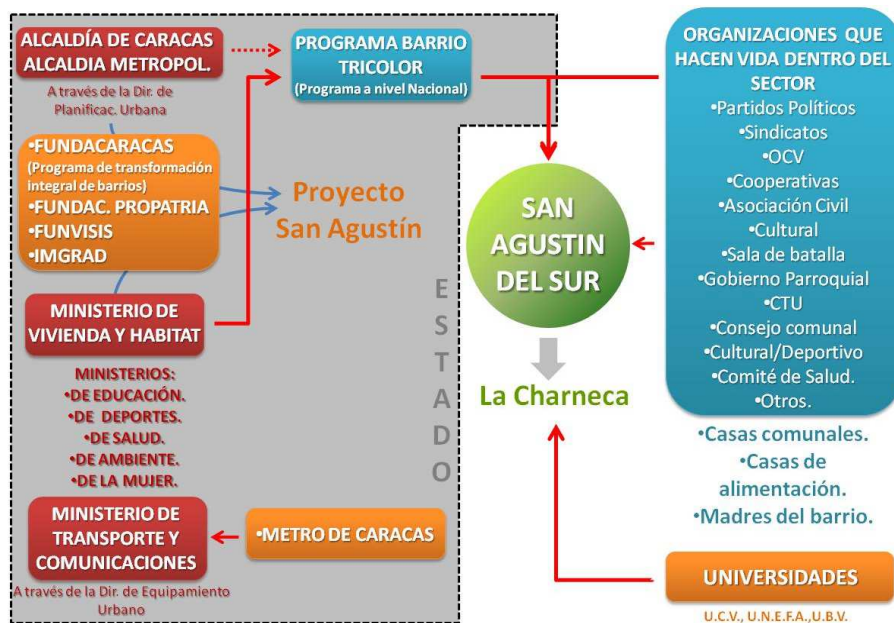 ALCALDÍA DE CARACAS
ALCALDIA METROPOL.
A través de la Dir. de
Planificac. Urbana
•FUNDACARACAS
(Programa de transformación
integral de barrios)
•FUNDAC. PROPATRIA
•FUNVISIS
•IMGRAD
MINISTERIO DE
VIVIENDA Y HABITAT
MINISTERIOS:
•DE EDUCACIÓN.
•DE DEPORTES.
•DE SALUD.
•DE AMBIENTE.
•DE LA MUJER.
MINISTERIO DE
TRANSPORTE Y
COMUNICACIONES
A través de la Dir. de Equipamiento
Urbano
PROGRAMA BARRIO
TRICOLOR
(Programa a nivel Nacional)
Proyecto
San Agustín
•METRO DE CARACAS
E
S
T
A
D
O
SAN
AGUSTIN
DEL SUR
La Charneca
ORGANIZACIONES QUE
HACEN VIDA DENTRO DEL
SECTOR
•Partidos Políticos
•Sindicatos
•OCV
•Cooperativas
•Asociación Civil
•Cultural
•Sala de batalla
•Gobierno Parroquial
•CTU
•Consejo comunal
•Cultural/Deportivo
•Comité de Salud.
•Otros.
•Casas comunales.
•Casas de
alimentación.
•Madres del barrio.
UNIVERSIDADES
U.C.V., U.N.E.F.A.,U.B.V.